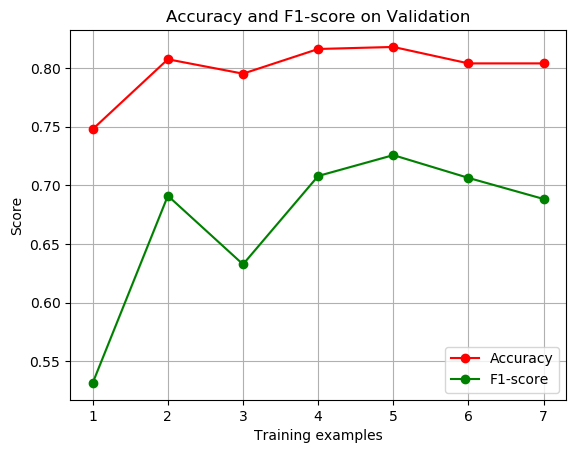 Accuracy and F1-score on Validation
0.80
0.75
0.70
0.65
0.60
0.55
Score
Accuracy
F1-score
1 2 3 4 5 6 7
Training examples